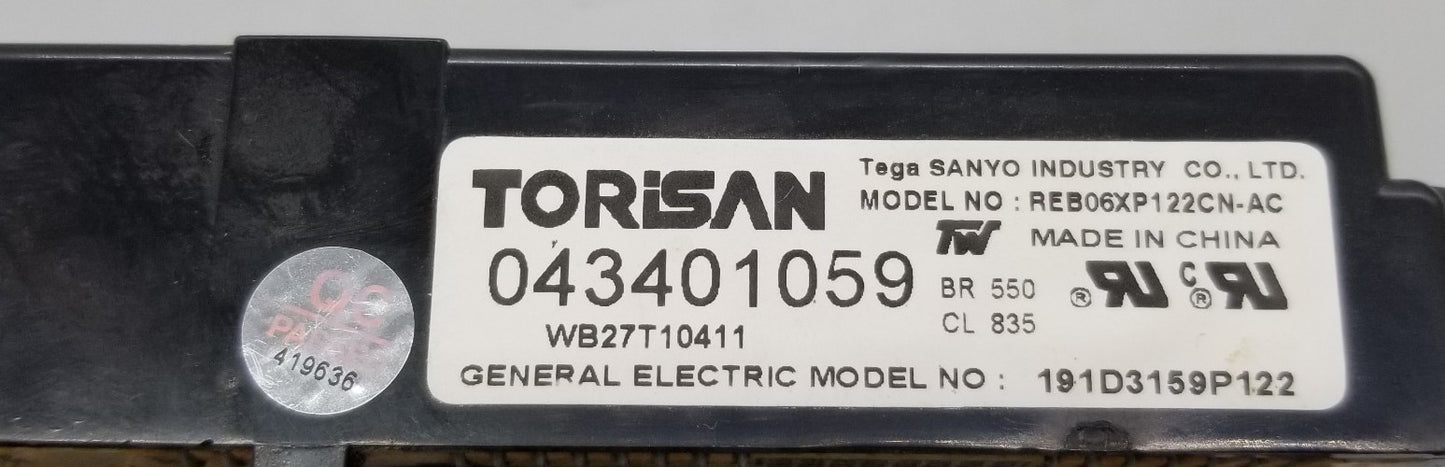 TORiSAN
Tega SANYO INDUSTRY CO., LTD.
MODEL NO : REB06XP122CN-AC
MADE IN CHINA
043401059
BR 550
CL 835
WB27T10411
GENERAL ELECTRIC MODEL NO : 191D3159P122
419636